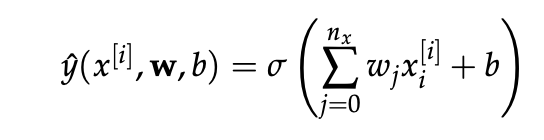 ŷ(x^{[i]}, **w**, b) = σ(∑_{j=0}^{n_x} w_j x_i^{[i]} + b)